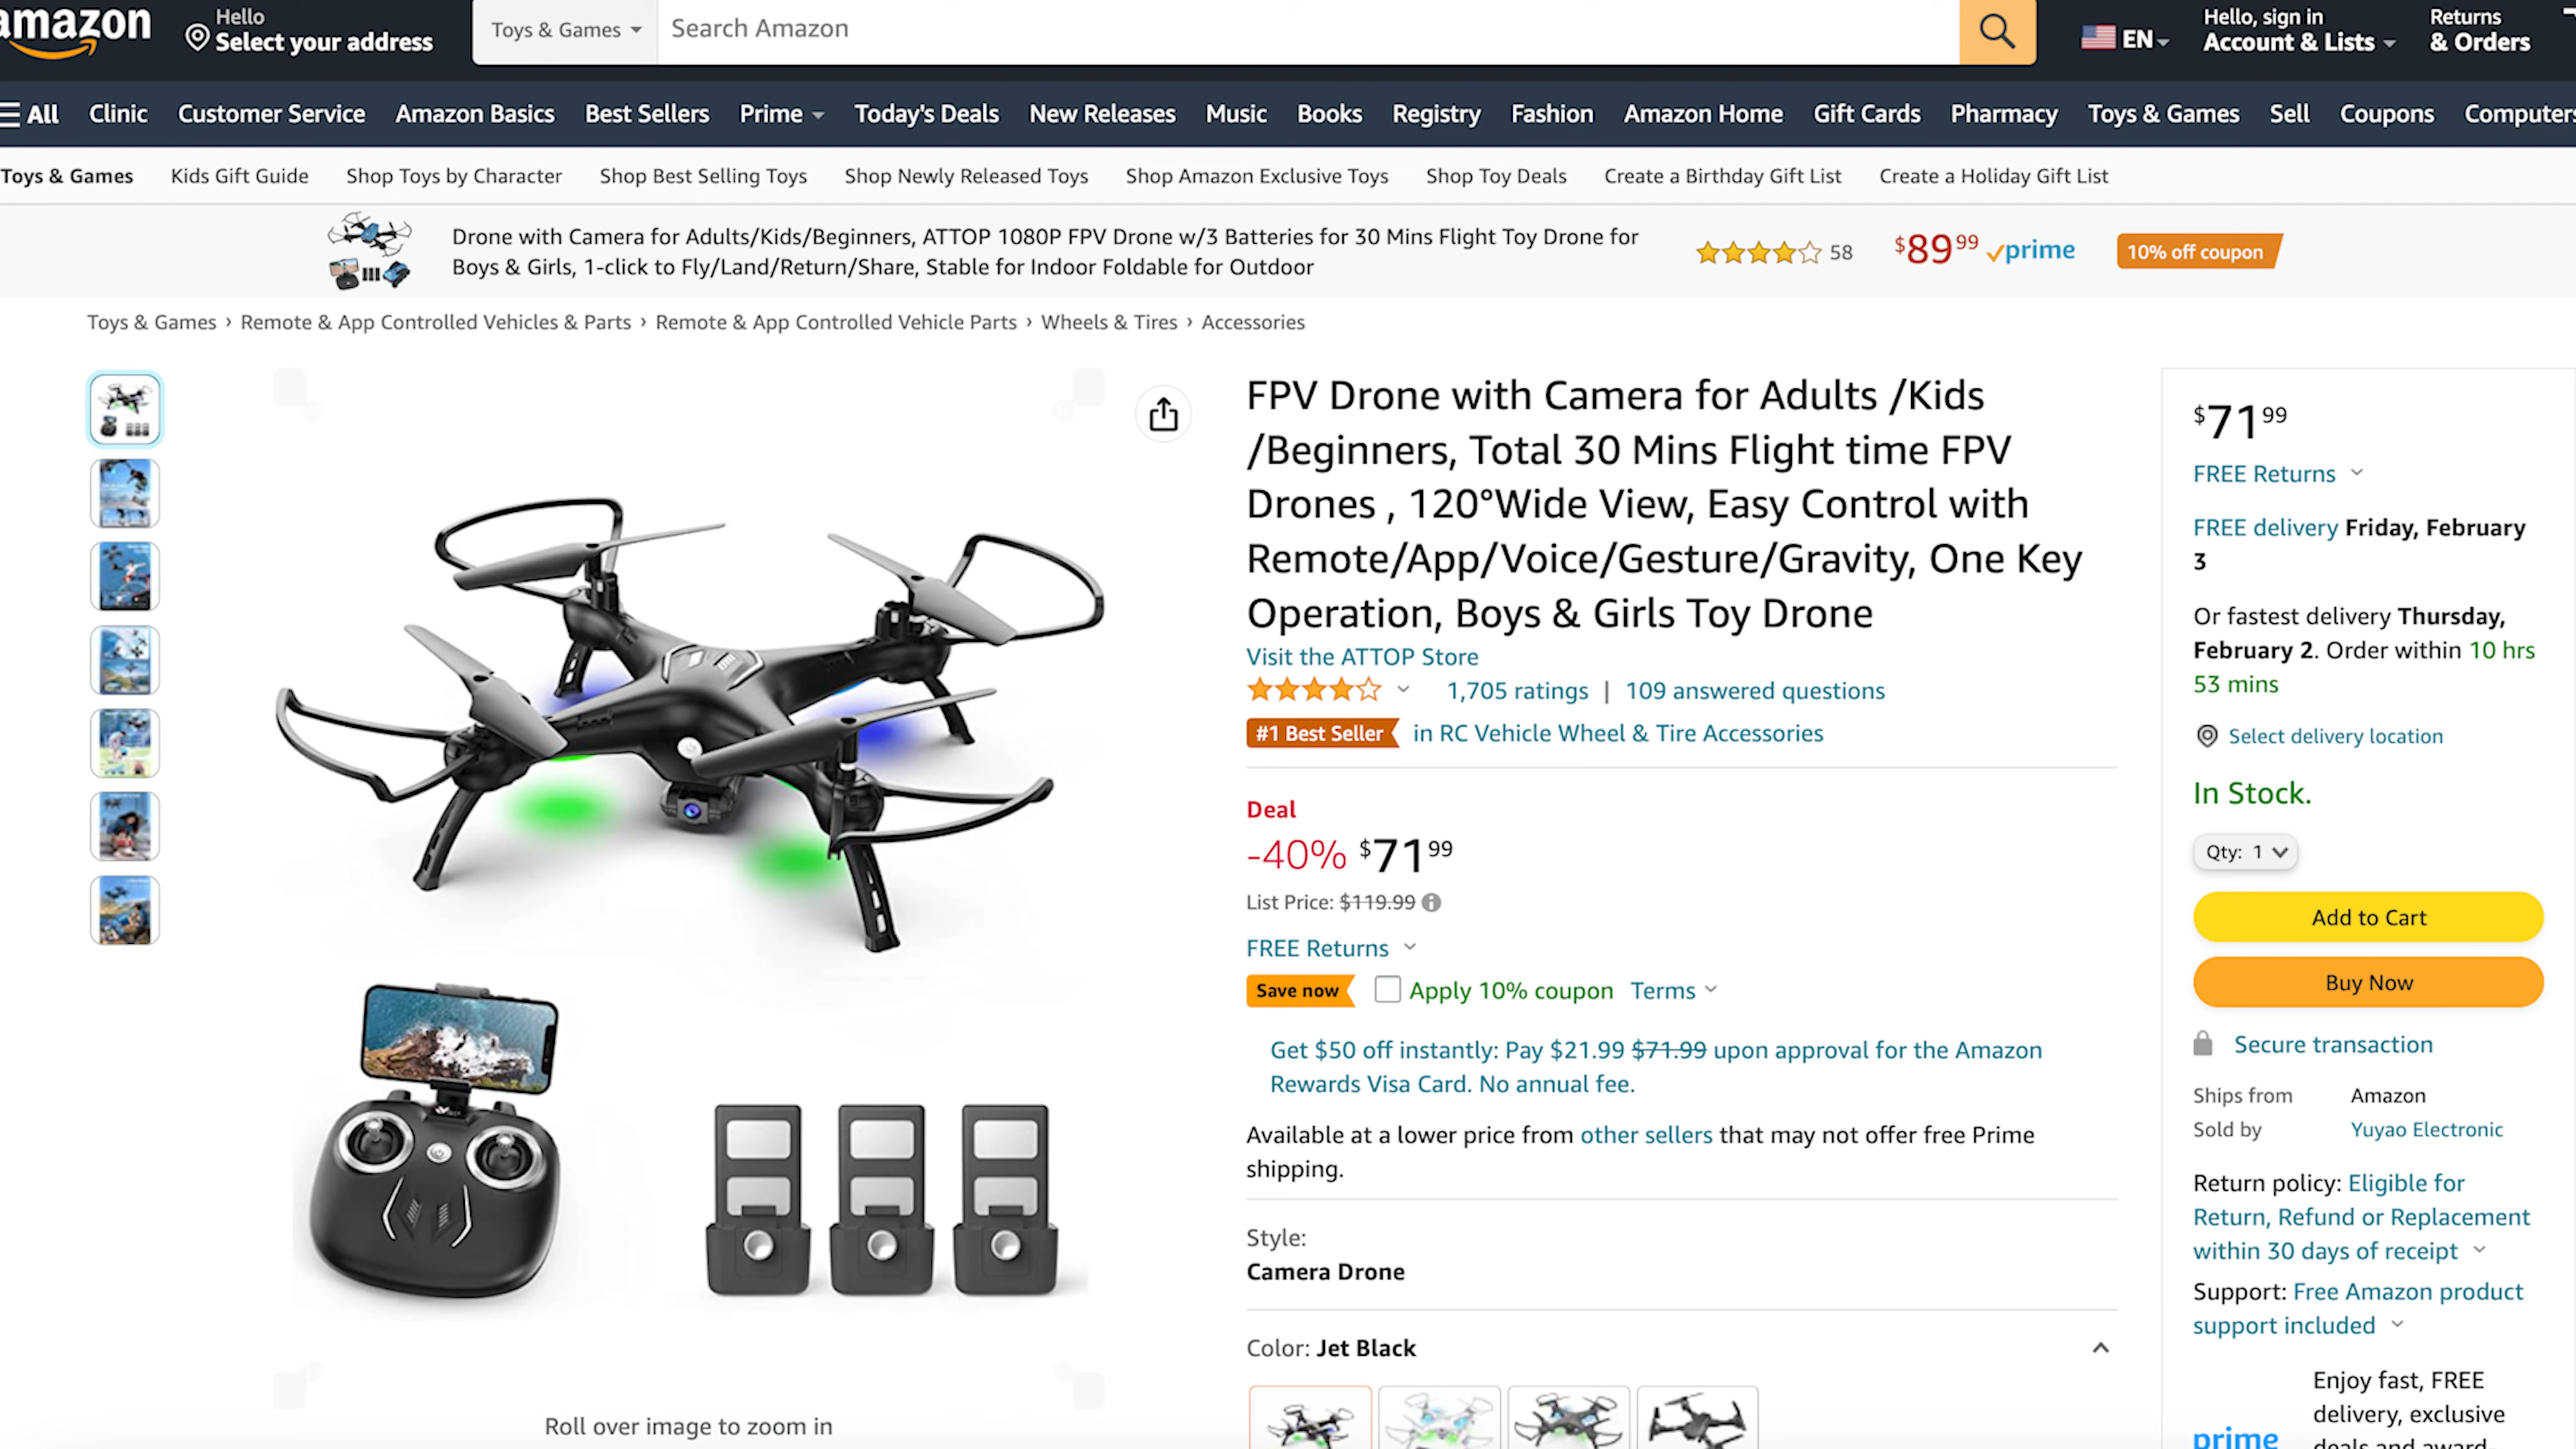 amazon
Hello
Select your address
Toys & Games
Search Amazon
EN
Hello, sign in
Account & Lists
Returns
& Orders
All
Clinic
Customer Service
Amazon Basics
Best Sellers
Prime
Today's Deals
New Releases
Music
Books
Registry
Fashion
Amazon Home
Gift Cards
Pharmacy
Toys & Games
Sell
Coupons
Computers
Toys & Games
Kids Gift Guide
Shop Toys by Character
Shop Best Selling Toys
Shop Newly Released Toys
Shop Amazon Exclusive Toys
Shop Toy Deals
Create a Birthday Gift List
Create a Holiday Gift List
Drone with Camera for Adults/Kids/Beginners, ATTOP 1080P FPV Drone w/3 Batteries for 30 Mins Flight Toy Drone for
Boys & Girls, 1-click to Fly/Land/Return/Share, Stable for Indoor Foldable for Outdoor
58
$89.99 prime
10% off coupon
Toys & Games › Remote & App Controlled Vehicles & Parts › Remote & App Controlled Vehicle Parts › Wheels & Tires › Accessories
FPV Drone with Camera for Adults /Kids
/Beginners, Total 30 Mins Flight time FPV
Drones , 120°Wide View, Easy Control with
Remote/App/Voice/Gesture/Gravity, One Key
Operation, Boys & Girls Toy Drone
Visit the ATTOP Store
1,705 ratings | 109 answered questions
#1 Best Seller in RC Vehicle Wheel & Tire Accessories
Deal
-40% $71 99
List Price: $119.99
FREE Returns
Save now Apply 10% coupon Terms
Get $50 off instantly: Pay $21.99 $71.99 upon approval for the Amazon
Rewards Visa Card. No annual fee.
Available at a lower price from other sellers that may not offer free Prime
shipping.
Style:
Camera Drone
Color: Jet Black
Roll over image to zoom in
$71 99
FREE Returns
FREE delivery Friday, February
3
Or fastest delivery Thursday,
February 2. Order within 10 hrs
53 mins
Select delivery location
In Stock.
Qty: 1
Add to Cart
Buy Now
Secure transaction
Ships from Amazon
Sold by Yuyao Electronic
Return policy: Eligible for
Return, Refund or Replacement
within 30 days of receipt
Support: Free Amazon product
support included
Enjoy fast, FREE
delivery, exclusive
prime deals and award